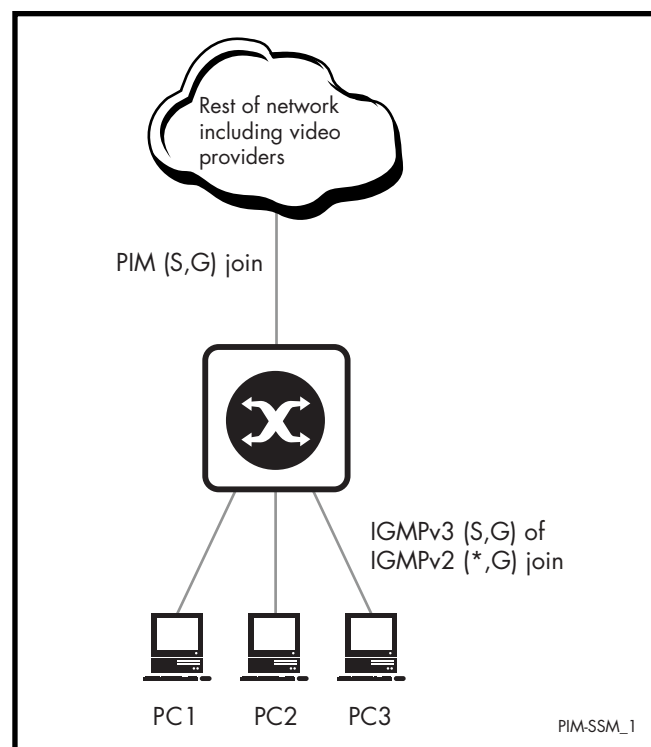 Rest of network
including video
providers
PIM (S,G) join
IGMPv3 (S,G) of
IGMPv2 (*,G) join
PC1 PC2 PC3
PIM-SSM_1